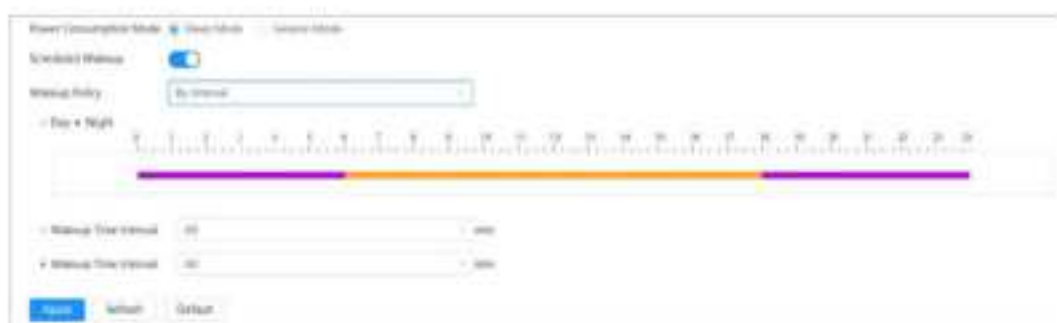 Power Consumption Mode Sleep Mode Service Mode
Scheduled Wakeup
Wakeup Policy By Interval
Day Night
0 1 2 3 4 5 6 7 8 9 10 11 12 13 14 15 16 17 18 19 20 21 22 23 24
Wakeup Time Interval
Wakeup Time Interval
Apply Refresh Default